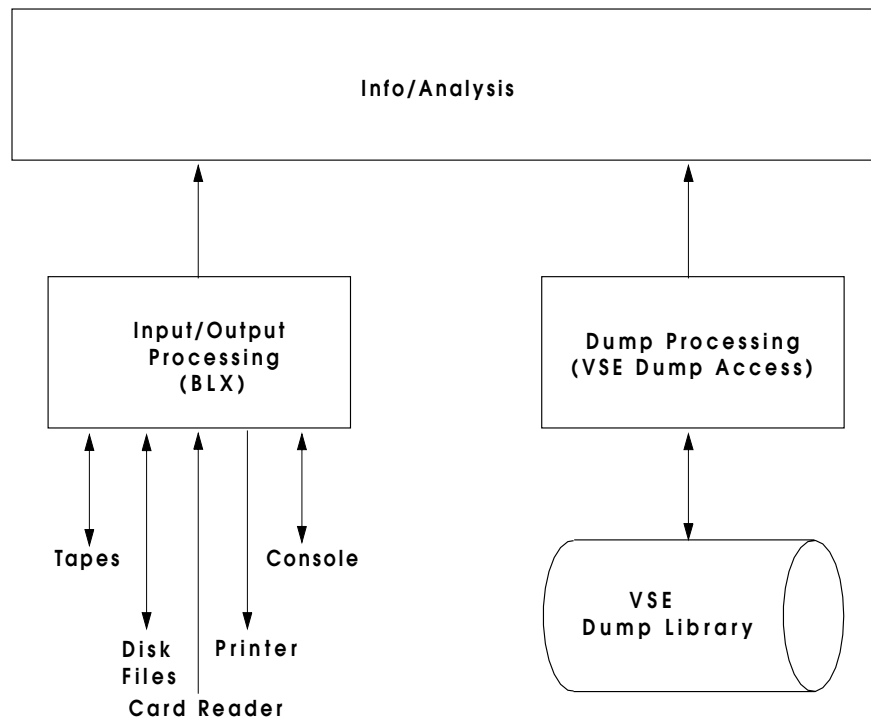 Info/Analysis
Input/Output
Processing
(BLX)
Dump Processing
(VSE Dump Access)
Tapes
Console
Disk
Files
Printer
Card Reader
VSE
Dump Library